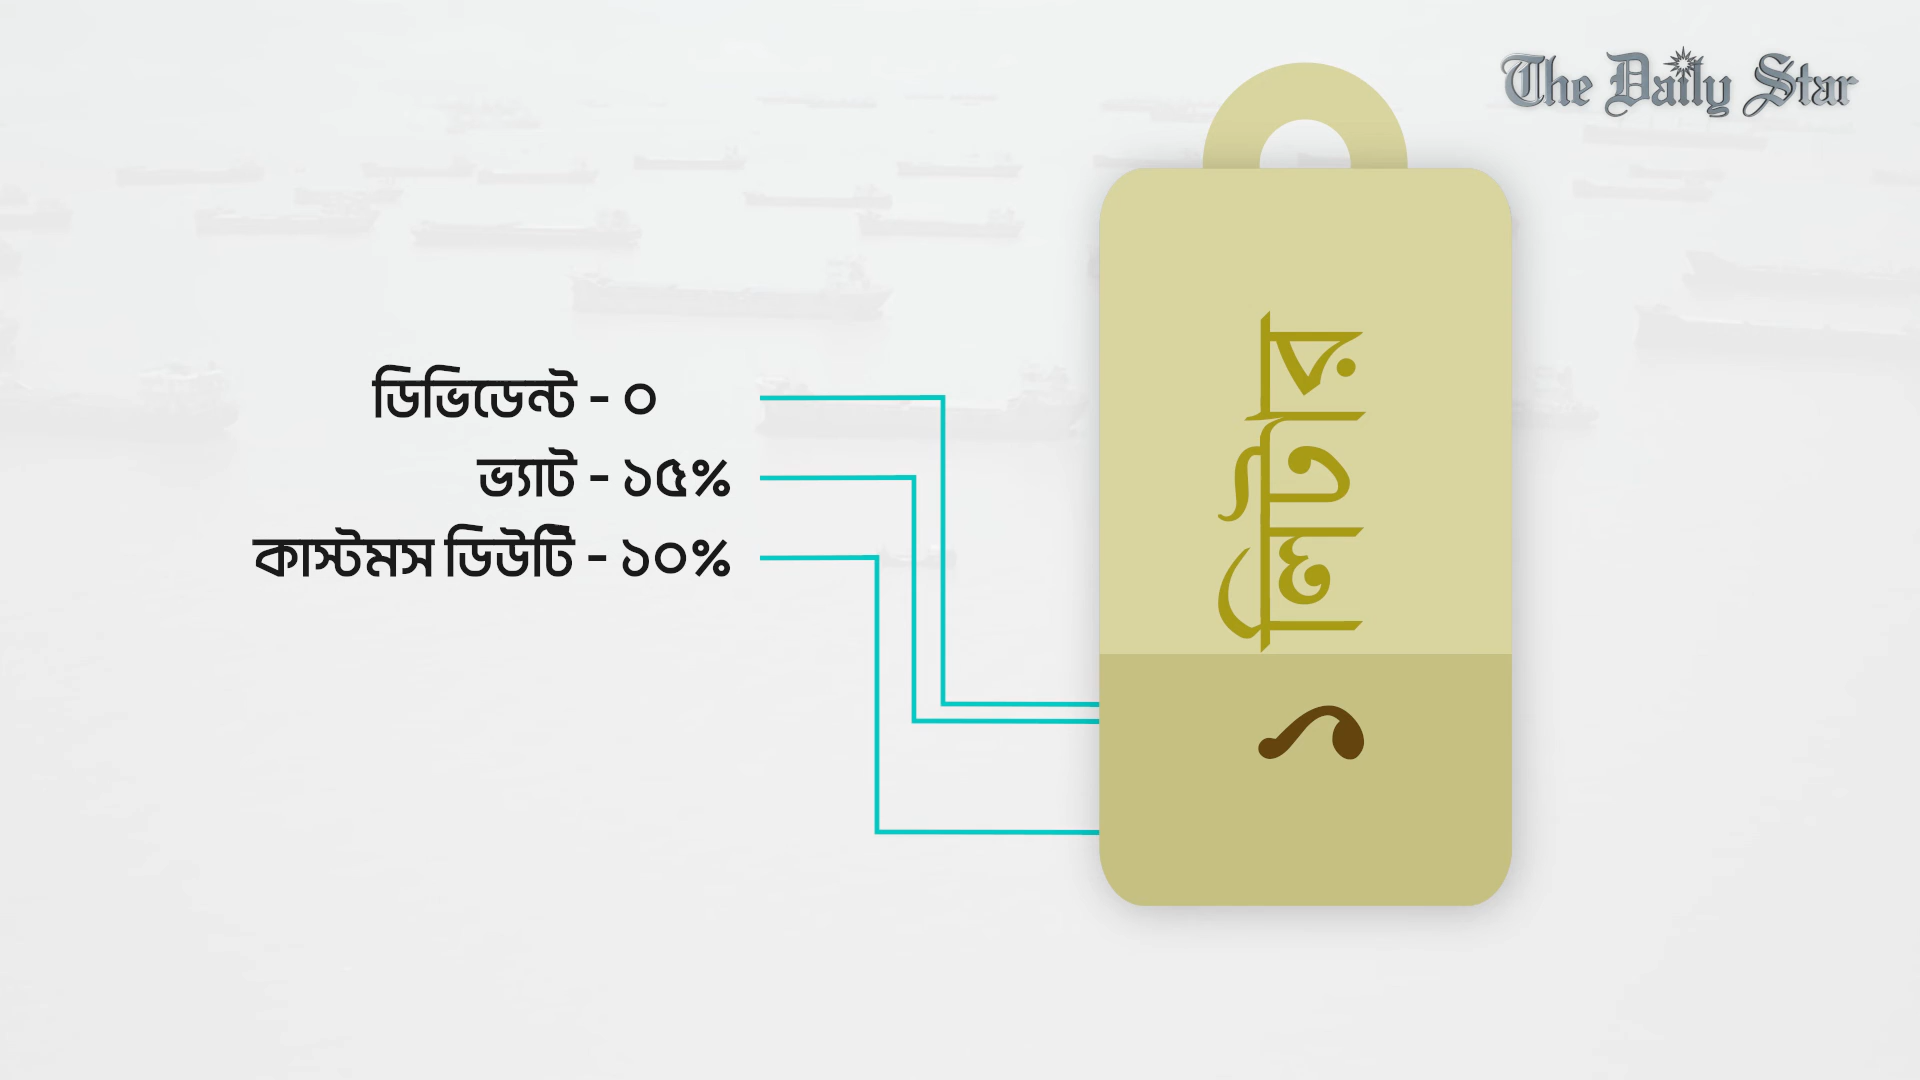 The Daily Star
ডিভিডেন্ট - ০
ভ্যাট - ১৫%
কাস্টমস ডিউটি - ১০%
১ লিটার